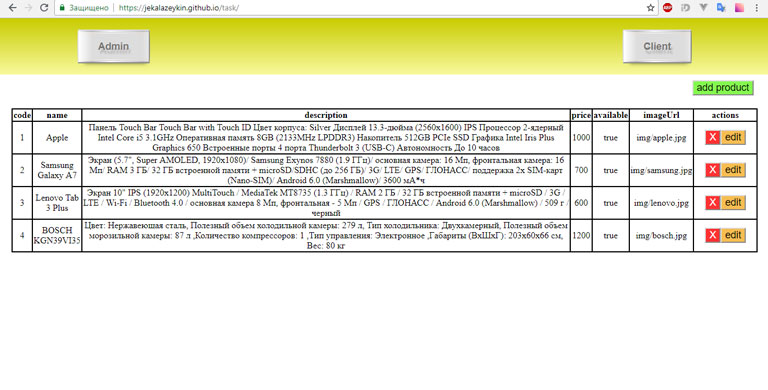 Защищено https://jekalazeykin.github.io/task/
Admin Client
add product
code name description price available imageUrl actions
1 Apple Панель Touch Bar Touch Bar with Touch ID Цвет корпуса: Silver Дисплей 13.3-дюйма (2560x1600) IPS Процессор 2-ядерный
Intel Core i5 3.1GHz Оперативная память 8GB (2133MHz LPDDR3) Накопитель 512GB PCIe SSD Графика Intel Iris Plus
Graphics 650 Встроенные порты 4 порта Thunderbolt 3 (USB-C) Автономность До 10 часов
1000 true img/apple.jpg X edit
2 Samsung
Galaxy A7
Экран (5.7", Super AMOLED, 1920x1080)/ Samsung Exynos 7880 (1.9 ГГц)/ основная камера: 16 Мп, фронтальная камера: 16
Мп/ RAM 3 ГБ/ 32 ГБ встроенной памяти + microSD/SDHC (до 256 ГБ)/ 3G/ LTE/ GPS/ ГЛОНАСС/ поддержка 2х SIM-карт
(Nano-SIM)/ Android 6.0 (Marshmallow)/ 3600 мА*ч
700 true img/samsung.jpg X edit
3 Lenovo Tab
3 Plus
Экран 10" IPS (1920x1200) MultiTouch / MediaTek MT8735 (1.3 ГГц) / RAM 2 ГБ / 32 ГБ встроенной памяти + microSD / 3G /
LTE / Wi-Fi / Bluetooth 4.0 / основная камера 8 Мп, фронтальная - 5 Мп / GPS / ГЛОНАСС / Android 6.0 (Marshmallow) / 509 г /
черный
600 true img/lenovo.jpg X edit
4 BOSCH
KGN39VI35
Цвет: Нержавеющая сталь, Полезный объем холодильной камеры: 279 л, Тип холодильника: Двухкамерный, Полезный объем
морозильной камеры: 87 л ,Количество компрессоров: 1 ,Тип управления: Электронное ,Габариты (ВхШхГ): 203х60х66 см,
Вес: 80 кг
1200 true img/bosch.jpg X edit